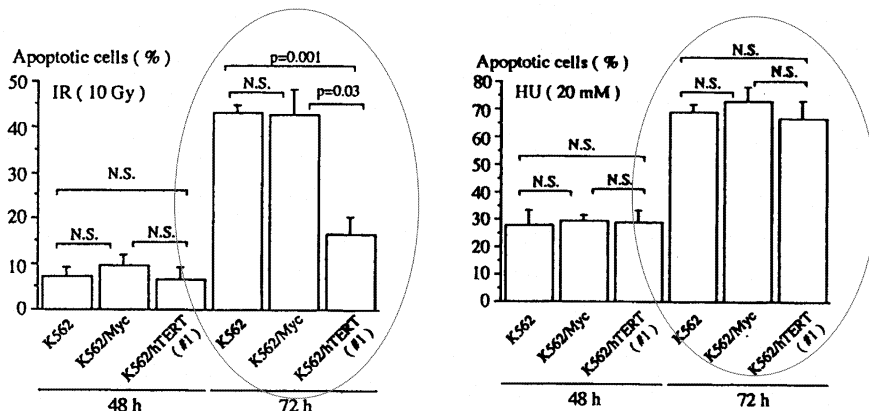 Apoptotic cells ( % )
IR ( 10 Gy )
p=0.001
N.S.
p=0.03
N.S.
N.S.
N.S.
50
40
30
20
10
0
K562
K562/Myc
K562/hTERT
(#1)
K562
K562/Myc
K562/hTERT
(#1)
48 h
72 h
Apoptotic cells ( % )
HU ( 20 mM )
N.S.
N.S.
N.S.
N.S.
N.S.
N.S.
80
70
60
50
40
30
20
10
0
K562
K562/Myc
K562/hTERT
(#1)
K562
K562/Myc
K562/hTERT
(#1)
48 h
72 h